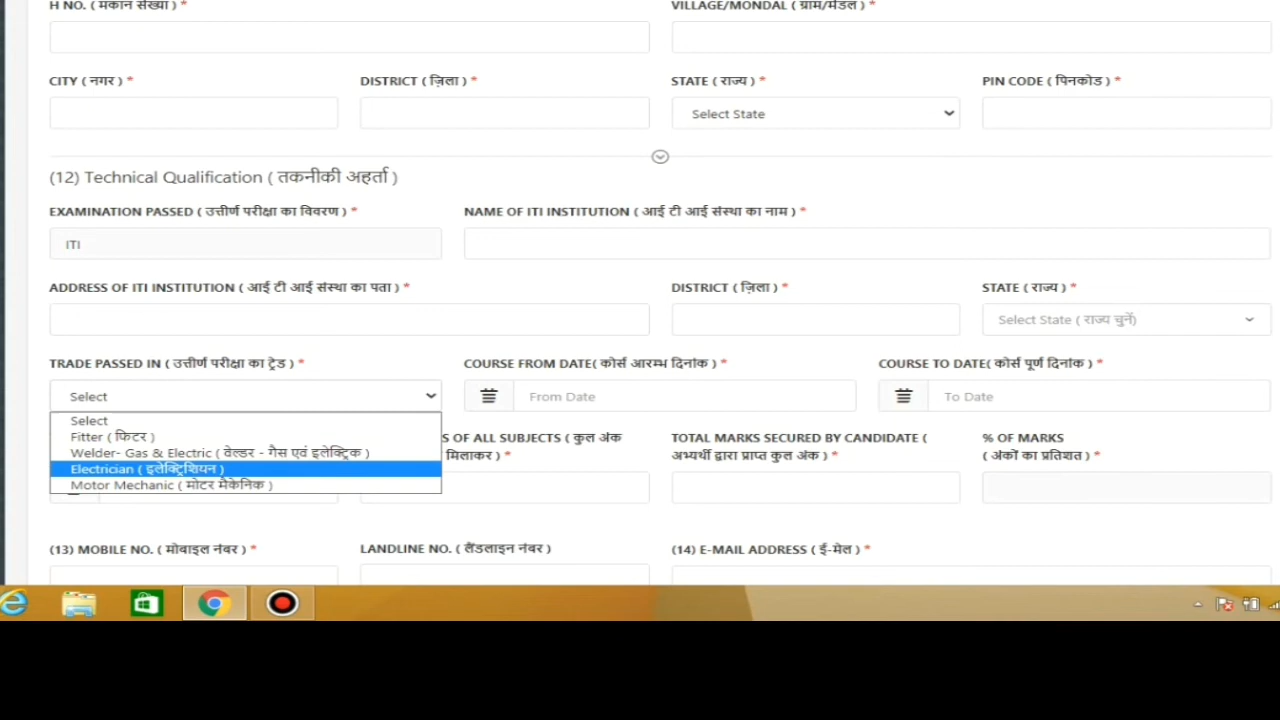 H NO. ( मकान संख्या ) *
VILLAGE/MONDAL ( ग्राम/मंडल ) *
CITY ( नगर ) *
DISTRICT ( ज़िला ) *
STATE ( राज्य ) *
PIN CODE ( पिनकोड ) *
Select State
(12) Technical Qualification ( तकनीकी अहर्ता )
EXAMINATION PASSED ( उत्तीर्ण परीक्षा का विवरण ) *
NAME OF ITI INSTITUTION ( आई टी आई संस्था का नाम ) *
ITI
ADDRESS OF ITI INSTITUTION ( आई टी आई संस्था का पता ) *
DISTRICT ( ज़िला ) *
STATE ( राज्य ) *
Select State ( राज्य चुनें)
TRADE PASSED IN ( उत्तीर्ण परीक्षा का ट्रेड ) *
COURSE FROM DATE( कोर्स आरम्भ दिनांक ) *
COURSE TO DATE( कोर्स पूर्ण दिनांक ) *
Select
From Date
To Date
Select
Fitter ( फिटर )
Welder- Gas & Electric ( वेल्डर - गैस एवं इलेक्ट्रिक )
Electrician ( इलेक्ट्रिशियन )
Motor Mechanic ( मोटर मैकेनिक )
S OF ALL SUBJECTS ( कुल अंक
मिलाकर ) *
TOTAL MARKS SECURED BY CANDIDATE (
अभ्यर्थी द्वारा प्राप्त कुल अंक ) *
% OF MARKS
( अंकों का प्रतिशत ) *
(13) MOBILE NO. ( मोबाइल नंबर ) *
LANDLINE NO. ( लैंडलाइन नंबर )
(14) E-MAIL ADDRESS ( ई-मेल ) *